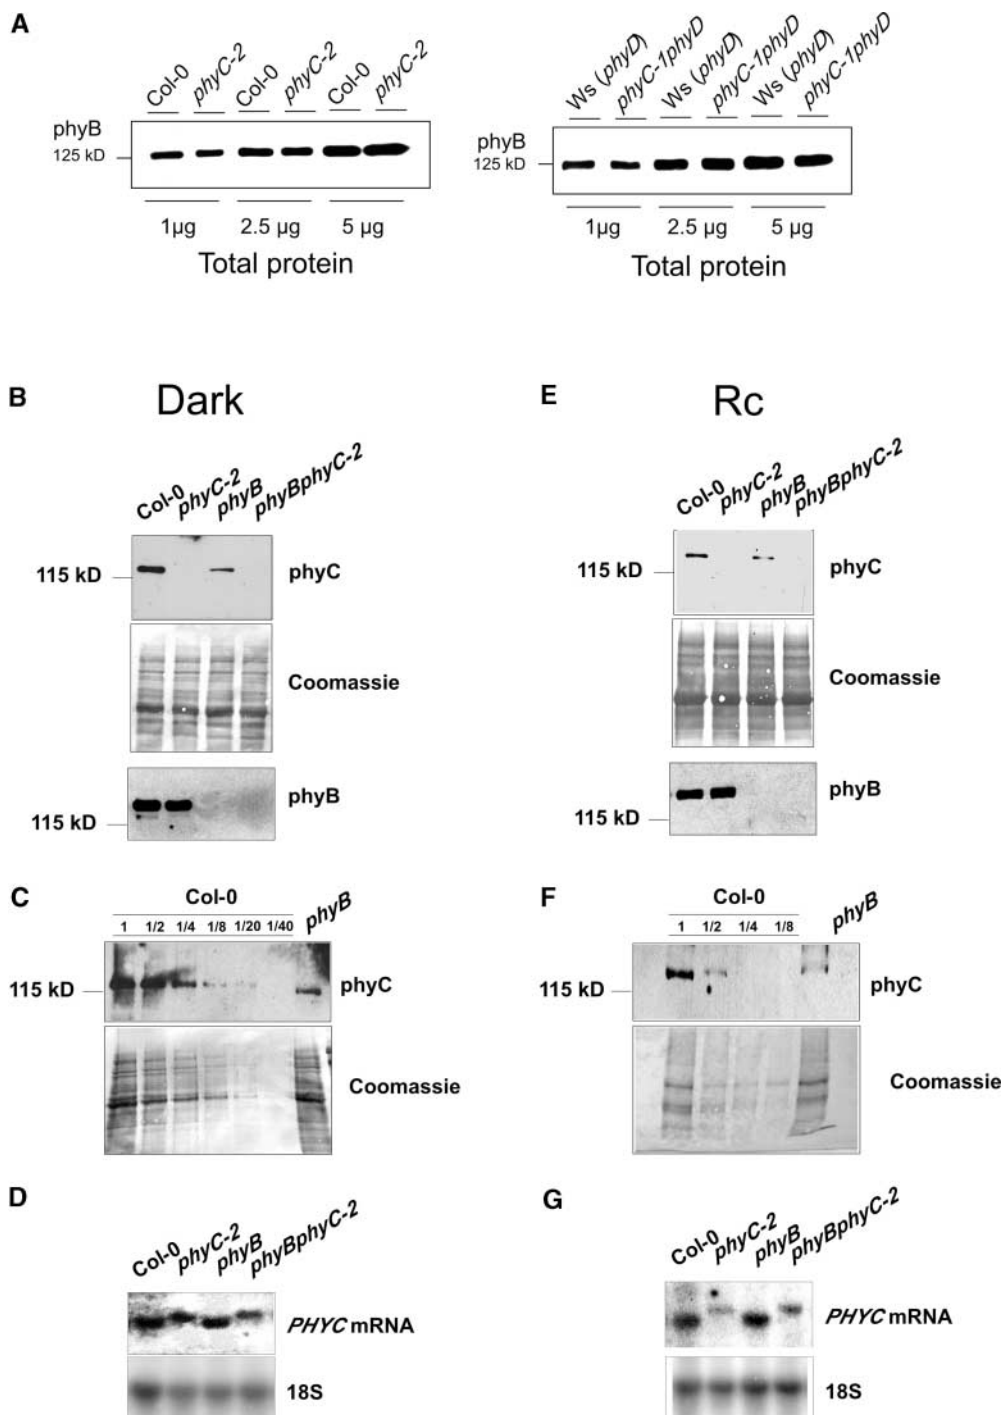 A
Col-0 phyC-2 Col-0 phyC-2 Col-0 phyC-2
phyB
125 kD
1µg 2.5 µg 5 µg
Total protein
Ws (phyD) phyC-1phyD Ws (phyD) phyC-1phyD Ws (phyD) phyC-1phyD
phyB
125 kD
1µg 2.5 µg 5 µg
Total protein
B Dark
Col-0 phyC-2 phyB phyBphyC-2
115 kD phyC
Coomassie
phyB
115 kD
C Col-0 phyB
1 1/2 1/4 1/8 1/20 1/40
115 kD phyC
Coomassie
D
Col-0 phyC-2 phyB phyBphyC-2
PHYC mRNA
18S
E Rc
Col-0 phyC-2 phyB phyBphyC-2
115 kD phyC
Coomassie
phyB
115 kD
F Col-0 phyB
1 1/2 1/4 1/8
115 kD phyC
Coomassie
G
Col-0 phyC-2 phyB phyBphyC-2
PHYC mRNA
18S